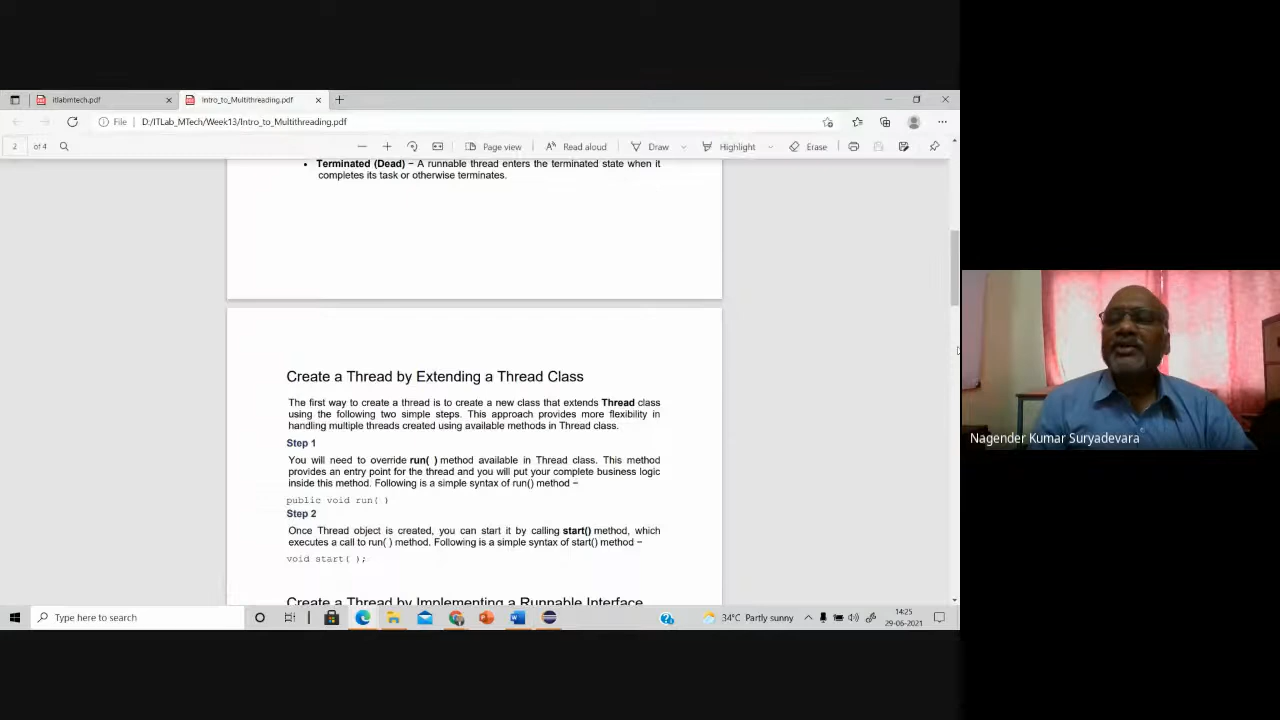 itlabmtech.pdf
Intro_to_Multithreading.pdf
File
D:/ITLab_MTech/Week13/Intro_to_Multithreading.pdf
2 of 4
Page view
Read aloud
Draw
Highlight
Erase
• Terminated (Dead) − A runnable thread enters the terminated state when it
completes its task or otherwise terminates.
Create a Thread by Extending a Thread Class
The first way to create a thread is to create a new class that extends Thread class
using the following two simple steps. This approach provides more flexibility in
handling multiple threads created using available methods in Thread class.
Step 1
You will need to override run( ) method available in Thread class. This method
provides an entry point for the thread and you will put your complete business logic
inside this method. Following is a simple syntax of run() method −
public void run( )
Step 2
Once Thread object is created, you can start it by calling start() method, which
executes a call to run( ) method. Following is a simple syntax of start() method −
void start( );
Create a Thread by Implementing a Runnable Interface
Nagender Kumar Suryadevara
Type here to search
34°C Partly sunny
14:25
29-06-2021